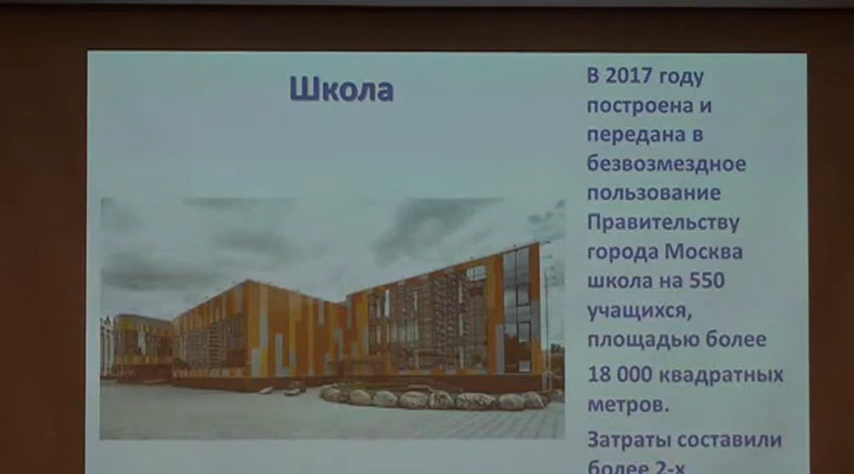 Школа
В 2017 году
построена и
передана в
безвозмездное
пользование
Правительству
города Москва
школа на 550
учащихся,
площадью более
18 000 квадратных
метров.
Затраты составили
более 2-х